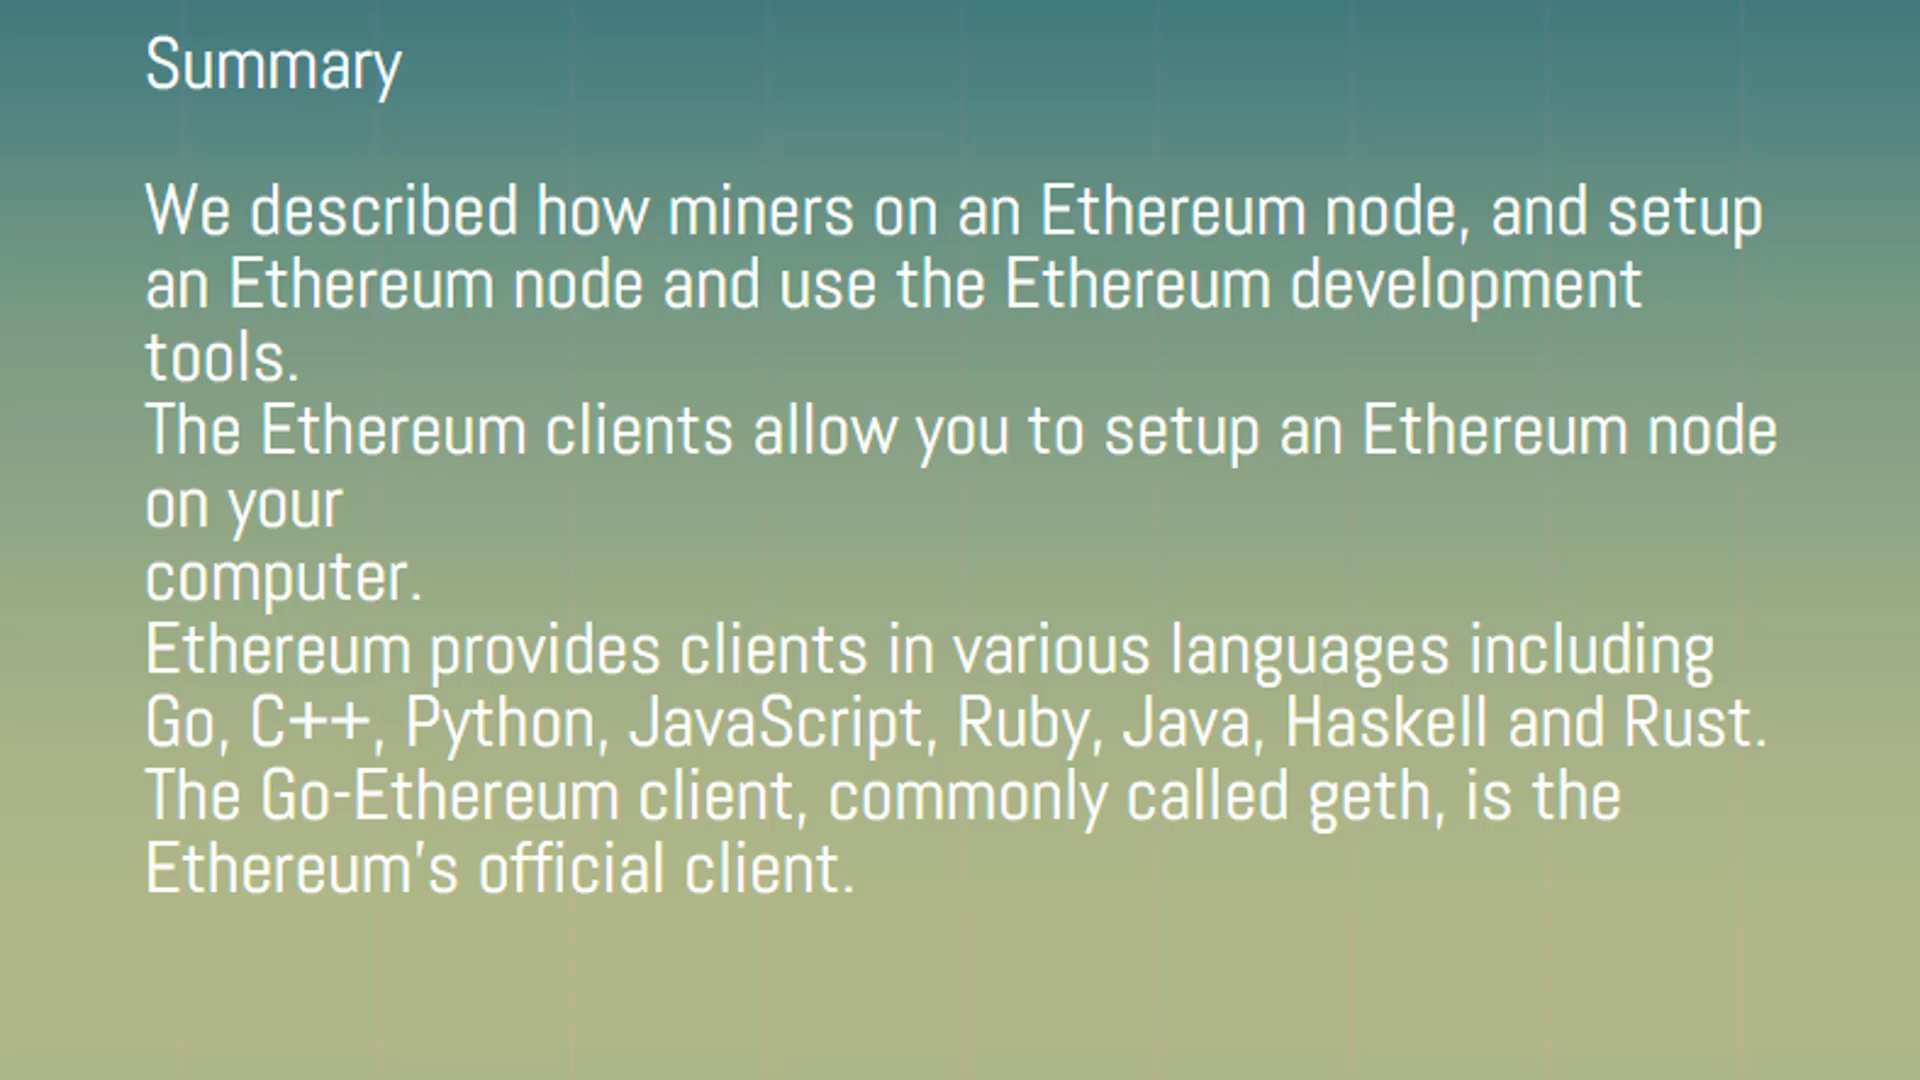 Summary
We described how miners on an Ethereum node, and setup
an Ethereum node and use the Ethereum development
tools.
The Ethereum clients allow you to setup an Ethereum node
on your
computer.
Ethereum provides clients in various languages including
Go, C++, Python, JavaScript, Ruby, Java, Haskell and Rust.
The Go-Ethereum client, commonly called geth, is the
Ethereum’s official client.